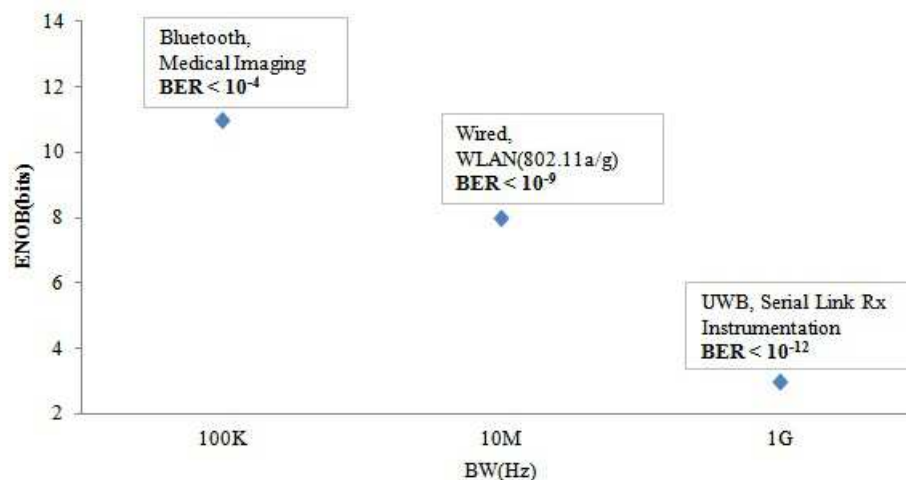 14
12
10
8
6
4
2
ENOB(bits)
Bluetooth,
Medical Imaging
BER < 10⁻⁴
Wired,
WLAN(802.11a/g)
BER < 10⁻⁹
UWB, Serial Link Rx
Instrumentation
BER < 10⁻¹²
100K
10M
1G
BW(Hz)